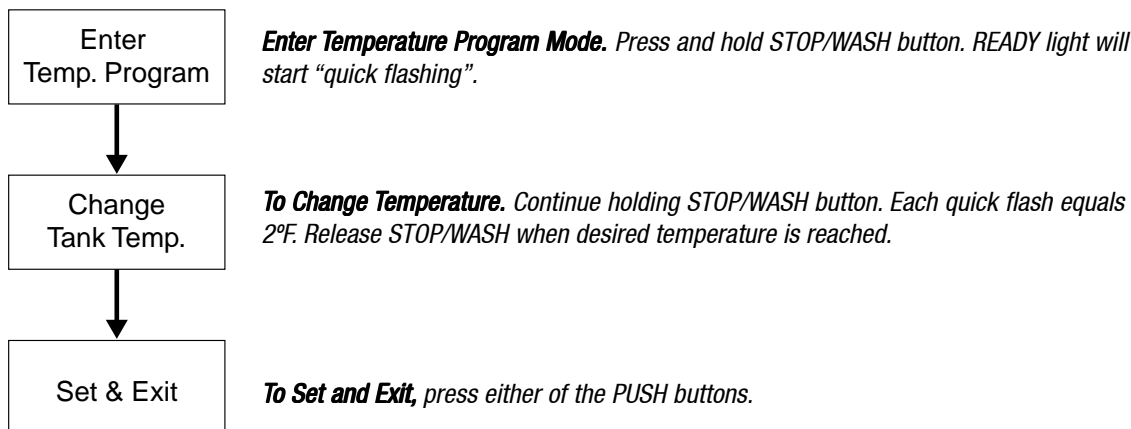 Enter
Temp. Program
Enter Temperature Program Mode. Press and hold STOP/WASH button. READY light will
start “quick flashing”.
Change
Tank Temp.
To Change Temperature. Continue holding STOP/WASH button. Each quick flash equals
2ºF. Release STOP/WASH when desired temperature is reached.
Set & Exit
To Set and Exit, press either of the PUSH buttons.